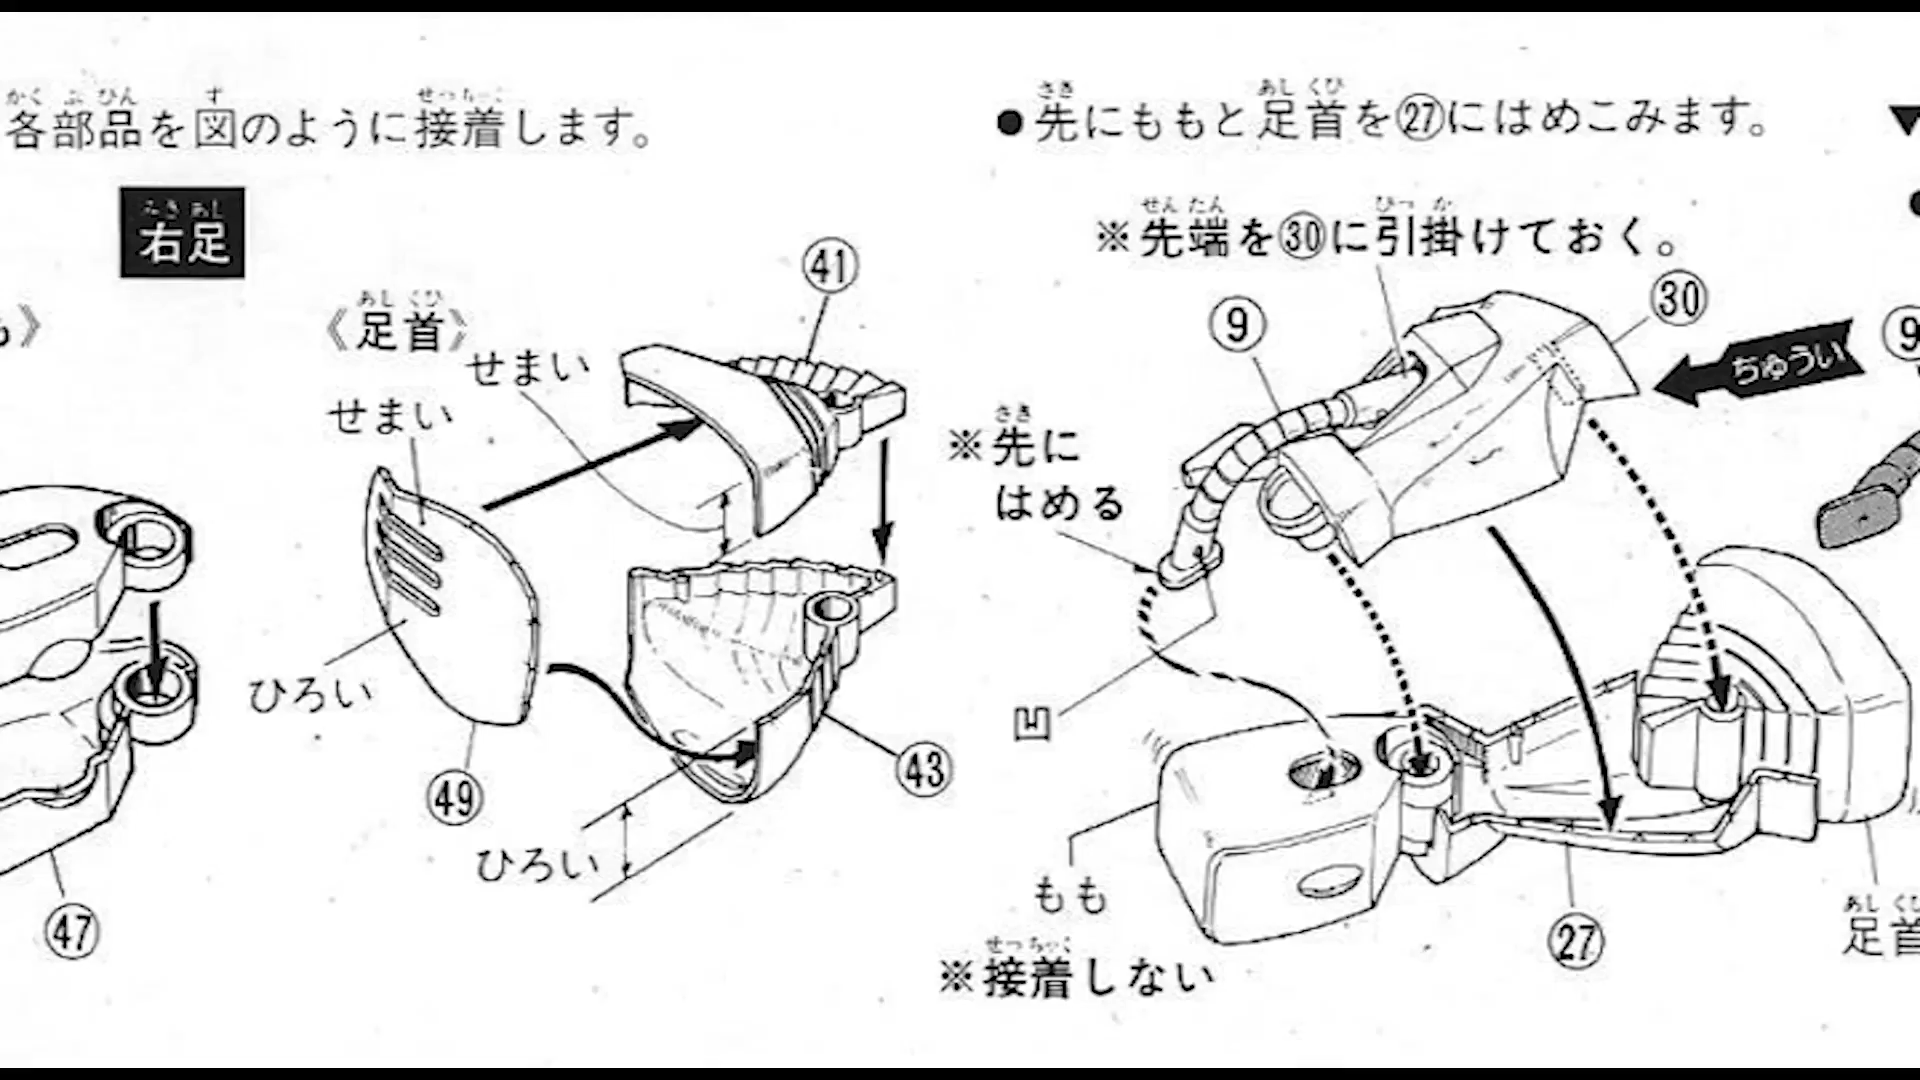 各部品を図のように接着します。
右足
《足首》
せまい
せまい
ひろい
ひろい
41
43
49
47
●先にももと足首を27にはめこみます。
※先端を30に引掛けておく。
9
30
ちゅうい
9
※先に
はめる
凹
もも
※接着しない
27
足首